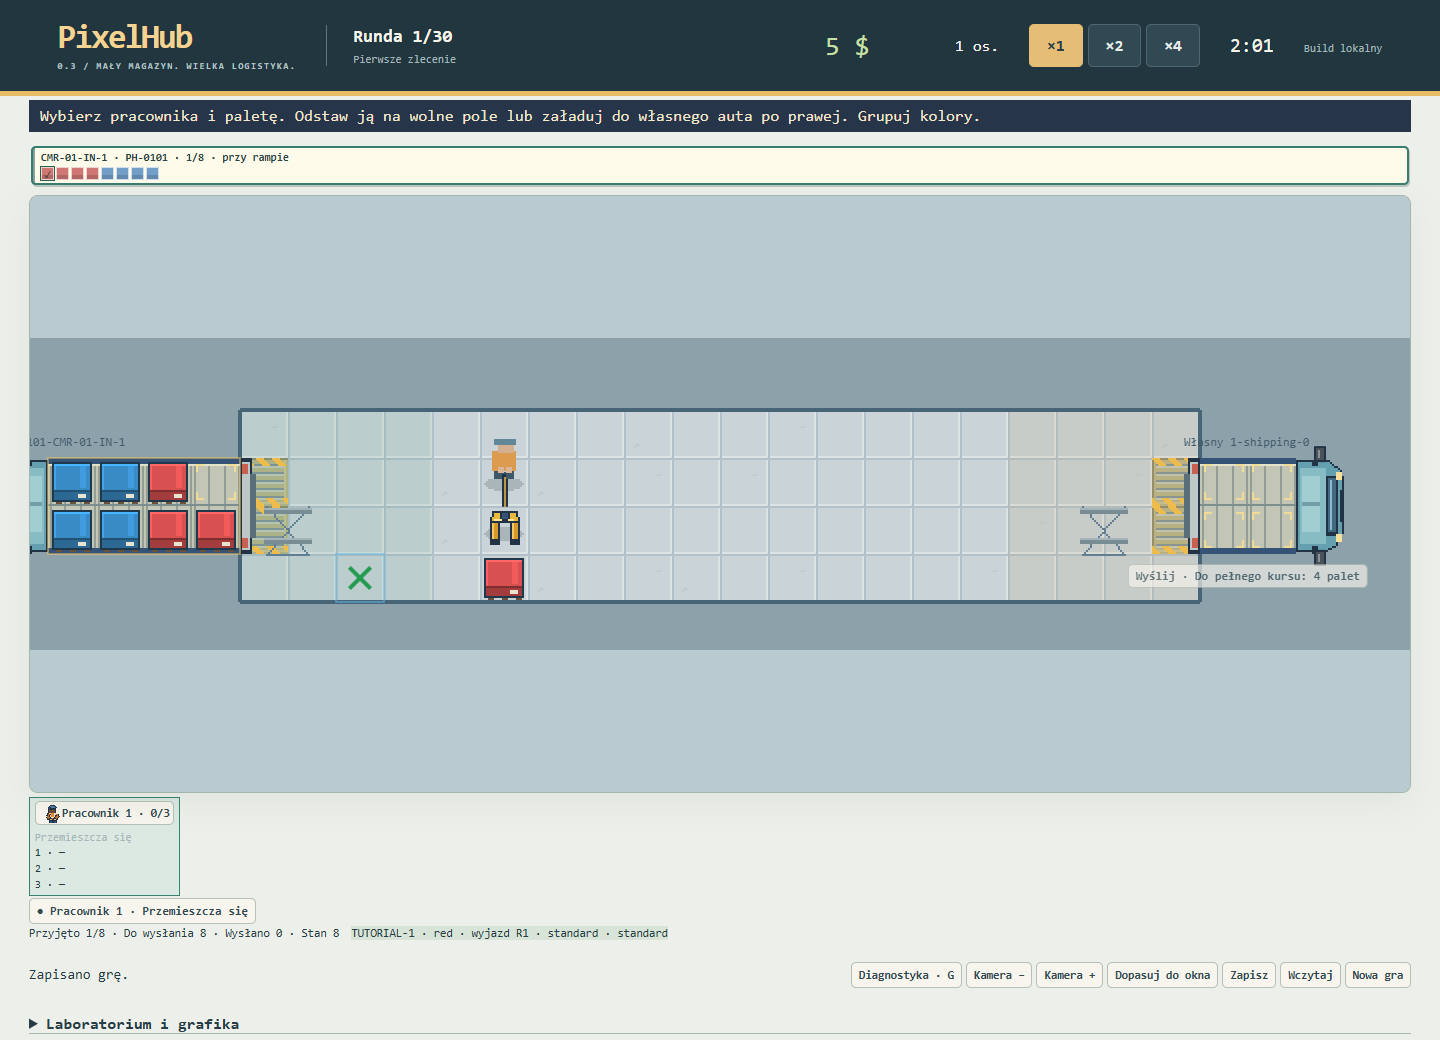 PixelHub
0.3 / MAŁY MAGAZYN. WIELKA LOGISTYKA.
Runda 1/30
Pierwsze zlecenie
5 $
1 os.
×1
×2
×4
2:01
Build lokalny
Wybierz pracownika i paletę. Odstaw ją na wolne pole lub załaduj do własnego auta po prawej. Grupuj kolory.
CMR-01-IN-1 · PH-0101 · 1/8 · przy rampie
101-CMR-01-IN-1
Własny 1-shipping-0
Wyślij · Do pełnego kursu: 4 palet
Pracownik 1 · 0/3
Przemieszcza się
1 · —
2 · —
3 · —
● Pracownik 1 · Przemieszcza się
Przyjęto 1/8 · Do wysłania 8 · Wysłano 0 · Stan 8 TUTORIAL-1 · red · wyjazd R1 · standard · standard
Zapisano grę.
Diagnostyka · G
Kamera −
Kamera +
Dopasuj do okna
Zapisz
Wczytaj
Nowa gra
▶ Laboratorium i grafika